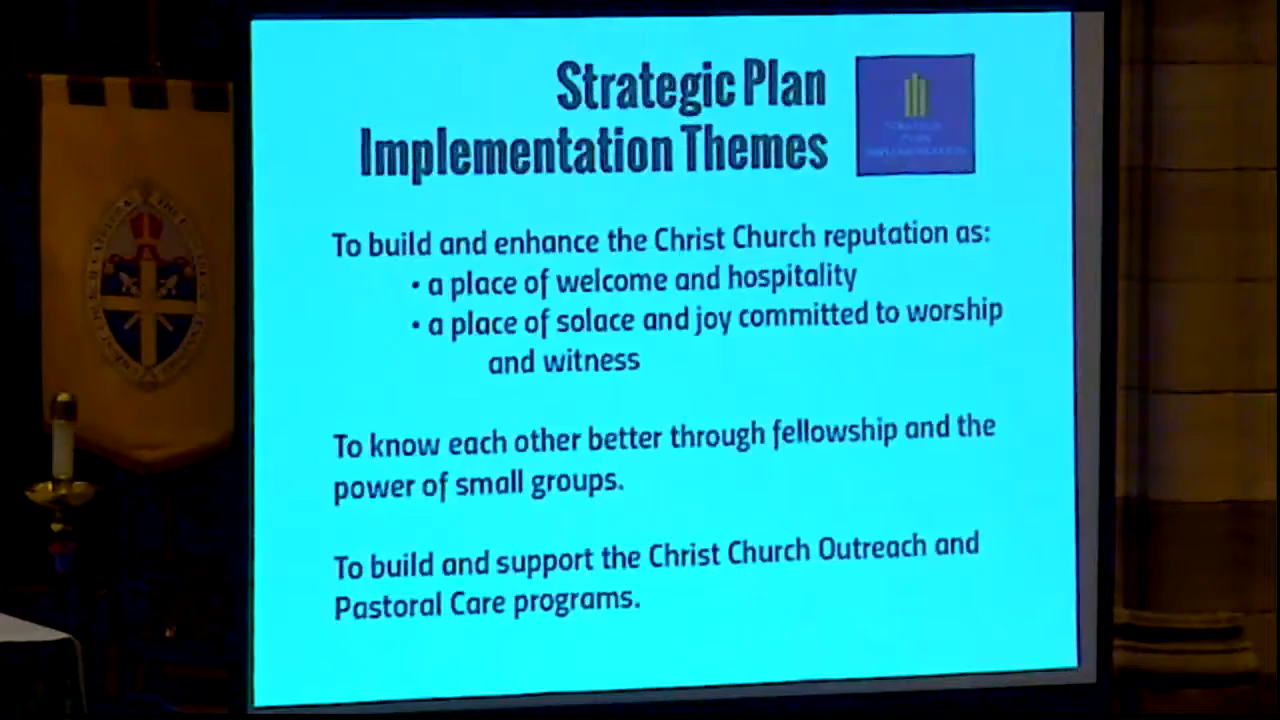 Strategic Plan
Implementation Themes
To build and enhance the Christ Church reputation as:
• a place of welcome and hospitality
• a place of solace and joy committed to worship
and witness
To know each other better through fellowship and the
power of small groups.
To build and support the Christ Church Outreach and
Pastoral Care programs.